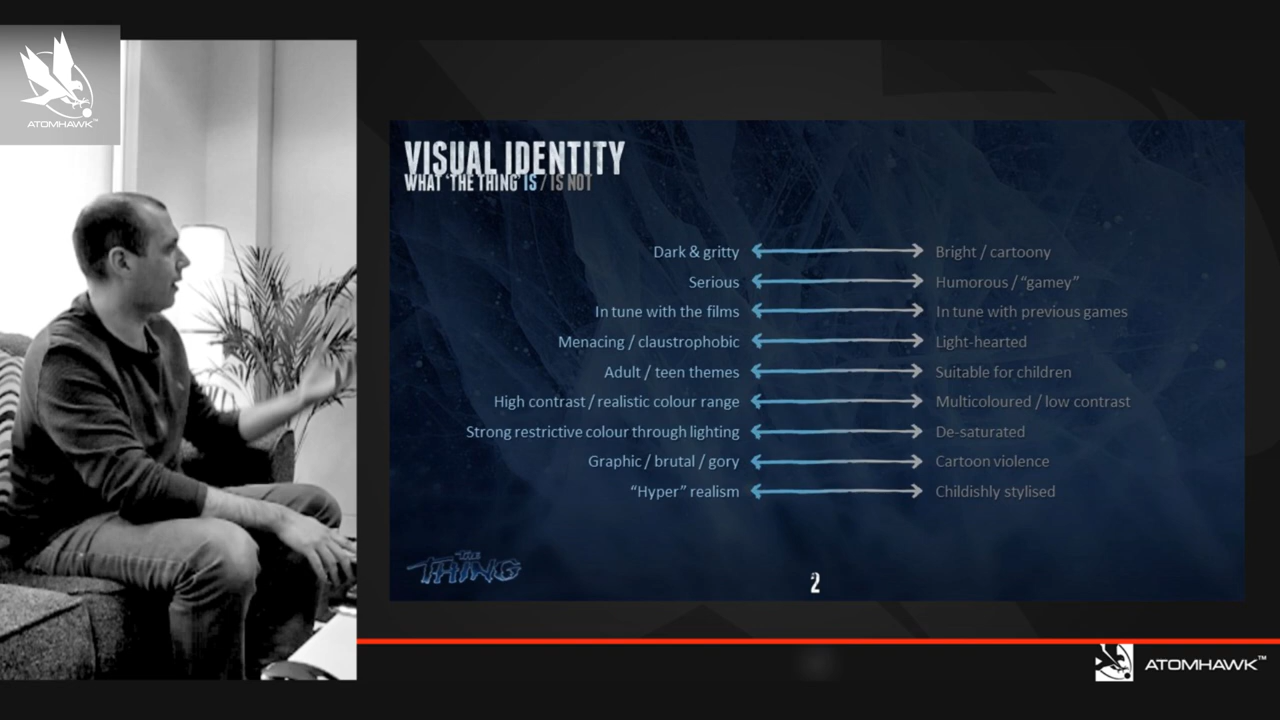 ATOMHAWK™
VISUAL IDENTITY
WHAT 'THE THING' IS / IS NOT
Dark & gritty Bright / cartoony
Serious Humorous / “gamey”
In tune with the films In tune with previous games
Menacing / claustrophobic Light-hearted
Adult / teen themes Suitable for children
High contrast / realistic colour range Multicoloured / low contrast
Strong restrictive colour through lighting De-saturated
Graphic / brutal / gory Cartoon violence
“Hyper” realism Childishly stylised
THE
THING
2
ATOMHAWK™